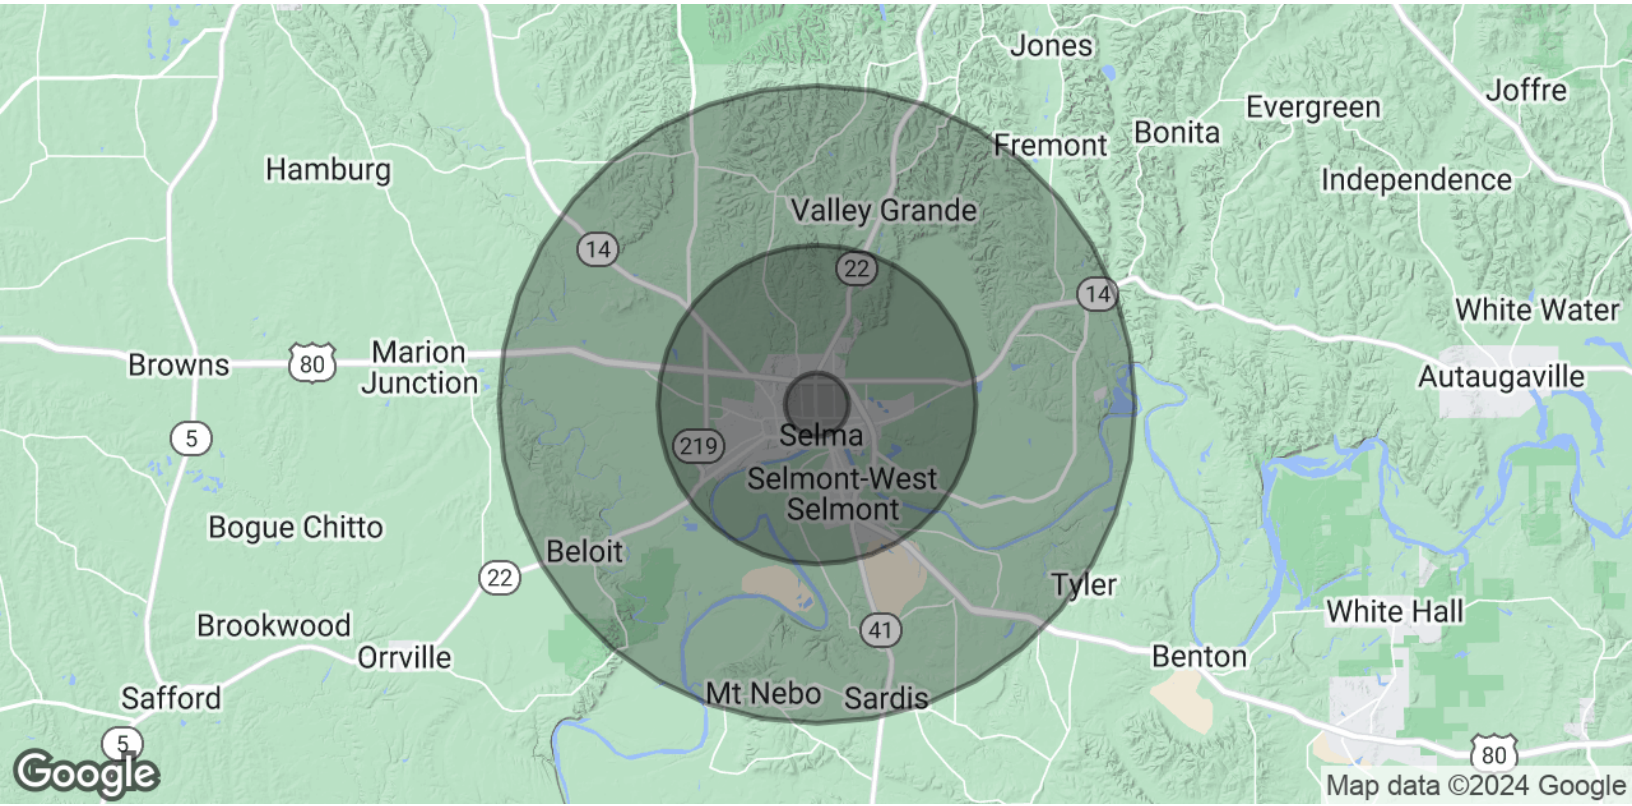 Jones
Joffre
Evergreen
Bonita
Fremont
Hamburg
Independence
Valley Grande
14
22
14
White Water
Browns
80
Marion
Junction
Autaugaville
5
219
Selma
Selmont-West
Selmont
Bogue Chitto
Beloit
22
Tyler
White Hall
Brookwood
41
Orrville
Benton
Safford
Mt Nebo
Sardis
5
80
Google
Map data ©2024 Google